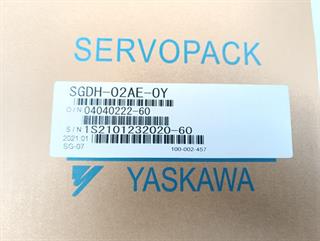 SERVOPACK
SGDH-02AE-0Y
O/N 04040222-60
S/N 1S2101232020-60
2021.01
SG-07
100-002-457
YASKAWA